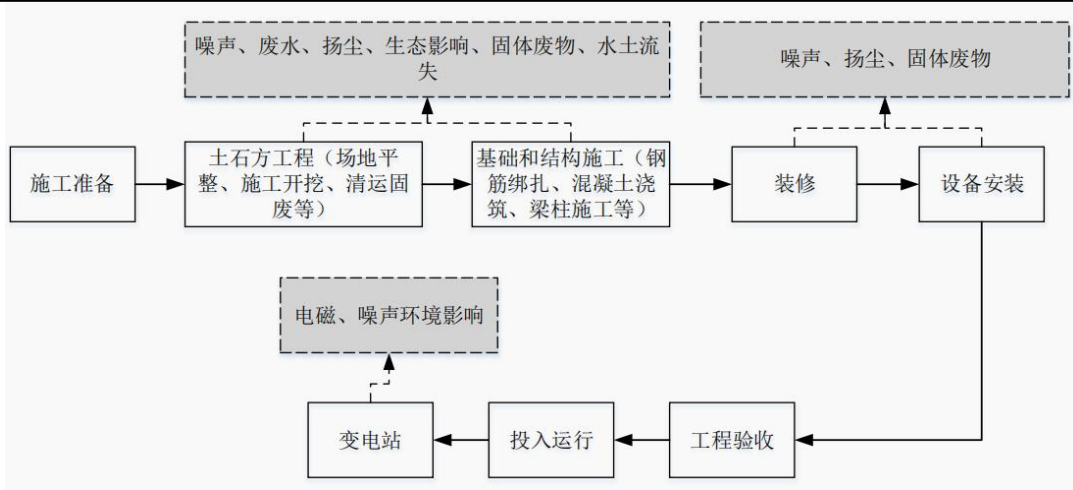 噪声、废水、扬尘、生态影响、固体废物、水土流
失
噪声、扬尘、固体废物
施工准备
土石方工程（场地平
整、施工开挖、清运固
废等）
基础和结构施工（钢
筋绑扎、混凝土浇
筑、梁柱施工等）
装修
设备安装
电磁、噪声环境影响
变电站
投入运行
工程验收